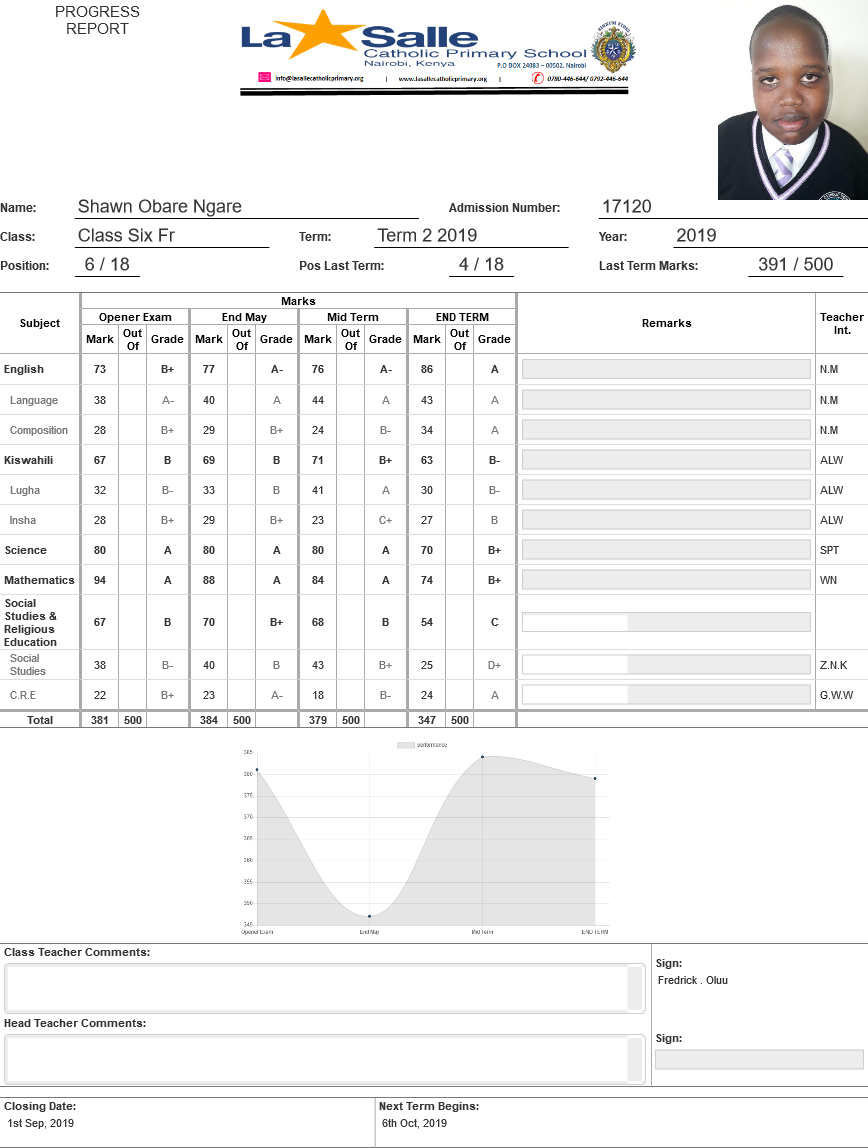 PROGRESS
REPORT
La Salle
Catholic Primary School
Nairobi, Kenya
P.O BOX 24083 – 00502. Nairobi
info@lasallecatholicprimary.org | www.lasallecatholicprimary.org | 0780-446-644/ 0792-446-644
Name: Shawn Obare Ngare Admission Number: 17120
Class: Class Six Fr Term: Term 2 2019 Year: 2019
Position: 6 / 18 Pos Last Term: 4 / 18 Last Term Marks: 391 / 500
Marks
Subject Opener Exam End May Mid Term END TERM Remarks Teacher Int.
Mark Out Of Grade Mark Out Of Grade Mark Out Of Grade Mark Out Of Grade
English 73 B+ 77 A- 76 A- 86 A N.M
Language 38 A- 40 A 44 A 43 A N.M
Composition 28 B+ 29 B+ 24 B- 34 A N.M
Kiswahili 67 B 69 B 71 B+ 63 B- ALW
Lugha 32 B- 33 B 41 A 30 B- ALW
Insha 28 B+ 29 B+ 23 C+ 27 B ALW
Science 80 A 80 A 80 A 70 B+ SPT
Mathematics 94 A 88 A 84 A 74 B+ WN
Social Studies & Religious Education 67 B 70 B+ 68 B 54 C
Social Studies 38 B- 40 B 43 B+ 25 D+ Z.N.K
C.R.E 22 B+ 23 A- 18 B- 24 A G.W.W
Total 381 500 384 500 379 500 347 500
performance
385
380
375
370
365
360
355
350
345
Opener Exam End May Mid Term END TERM
Class Teacher Comments:
Sign:
Fredrick . Oluu
Head Teacher Comments:
Sign:
Closing Date: Next Term Begins:
1st Sep, 2019 6th Oct, 2019